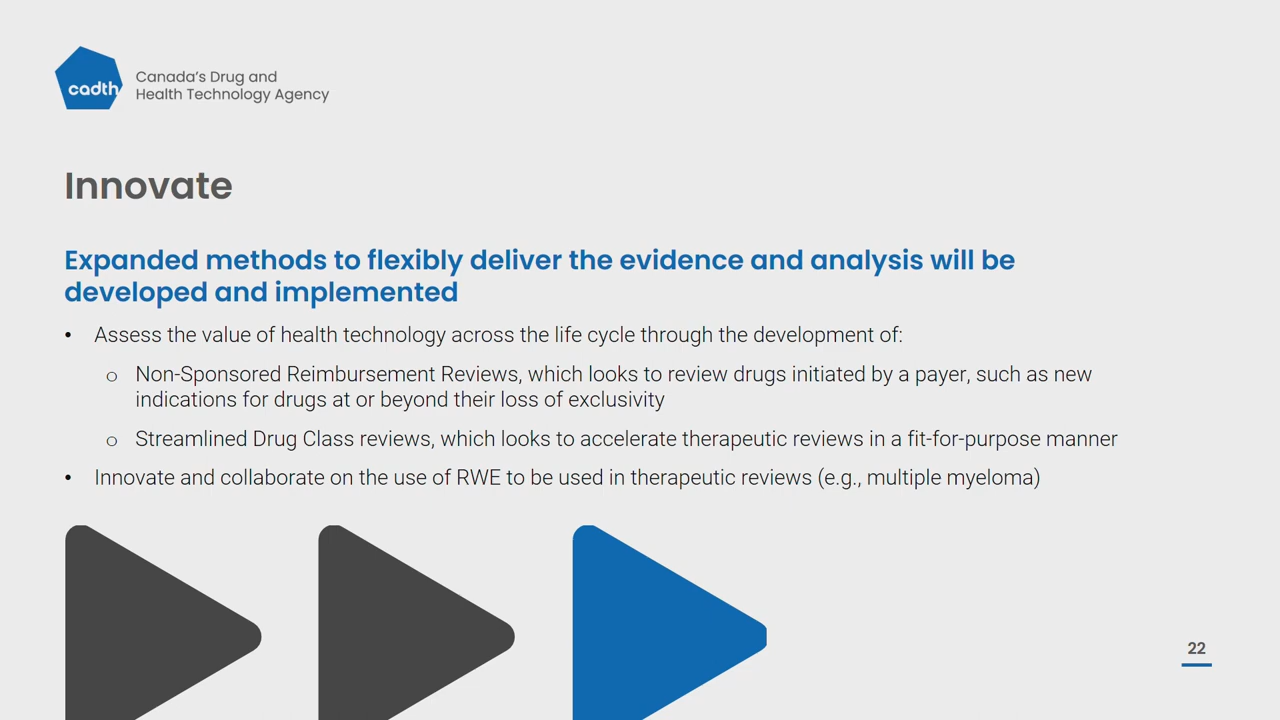 cadth
Canada's Drug and
Health Technology Agency
Innovate
Expanded methods to flexibly deliver the evidence and analysis will be
developed and implemented
• Assess the value of health technology across the life cycle through the development of:
o Non-Sponsored Reimbursement Reviews, which looks to review drugs initiated by a payer, such as new
indications for drugs at or beyond their loss of exclusivity
o Streamlined Drug Class reviews, which looks to accelerate therapeutic reviews in a fit-for-purpose manner
• Innovate and collaborate on the use of RWE to be used in therapeutic reviews (e.g., multiple myeloma)
22